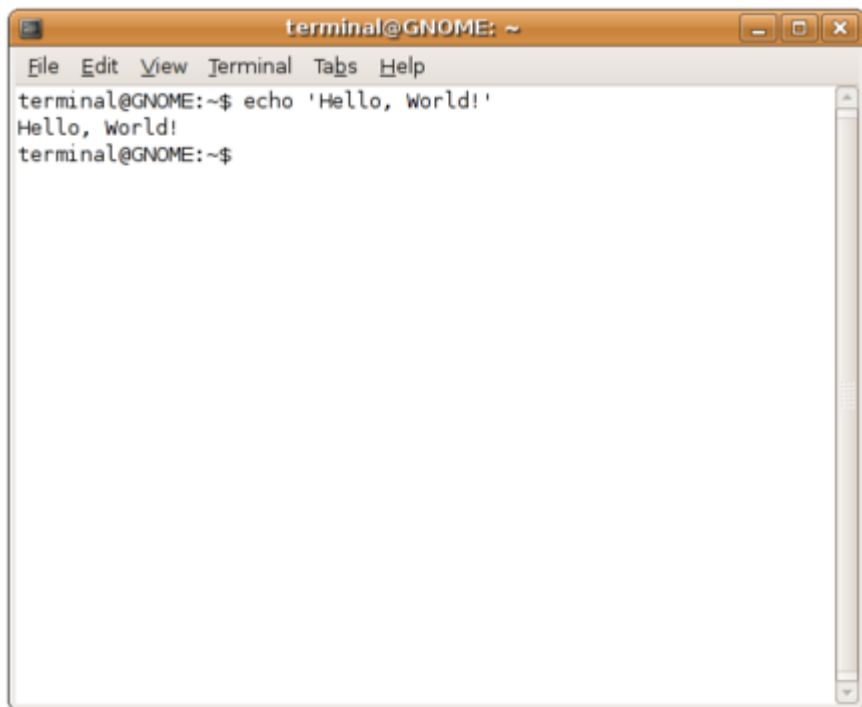 terminal@GNOME: ~
File Edit View Terminal Tabs Help
terminal@GNOME:~$ echo 'Hello, World!'
Hello, World!
terminal@GNOME:~$